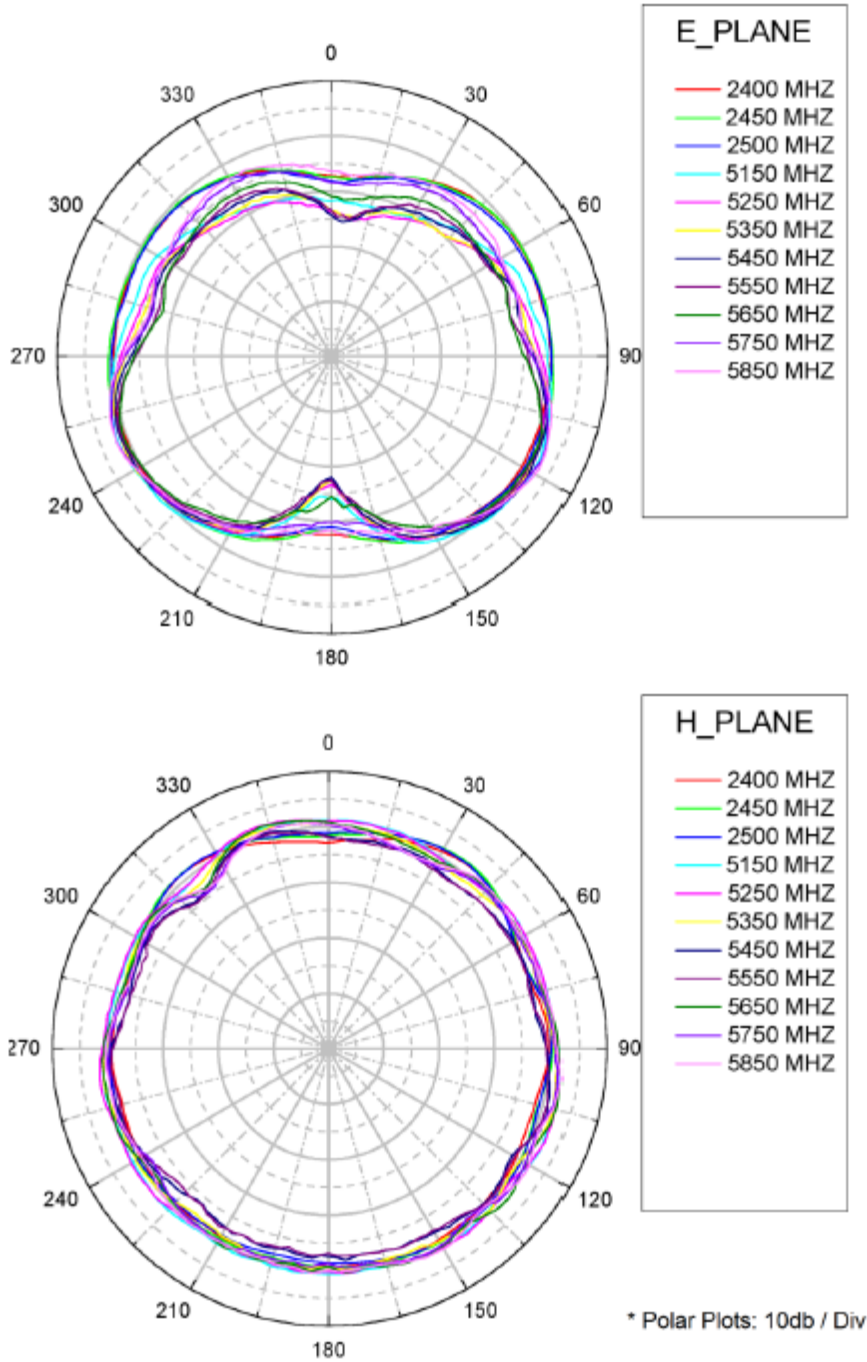 E_PLANE
2400 MHZ
2450 MHZ
2500 MHZ
5150 MHZ
5250 MHZ
5350 MHZ
5450 MHZ
5550 MHZ
5650 MHZ
5750 MHZ
5850 MHZ
0
30
60
90
120
150
180
210
240
270
300
330
H_PLANE
2400 MHZ
2450 MHZ
2500 MHZ
5150 MHZ
5250 MHZ
5350 MHZ
5450 MHZ
5550 MHZ
5650 MHZ
5750 MHZ
5850 MHZ
0
30
60
90
120
150
180
210
240
270
300
330
* Polar Plots: 10db / Div